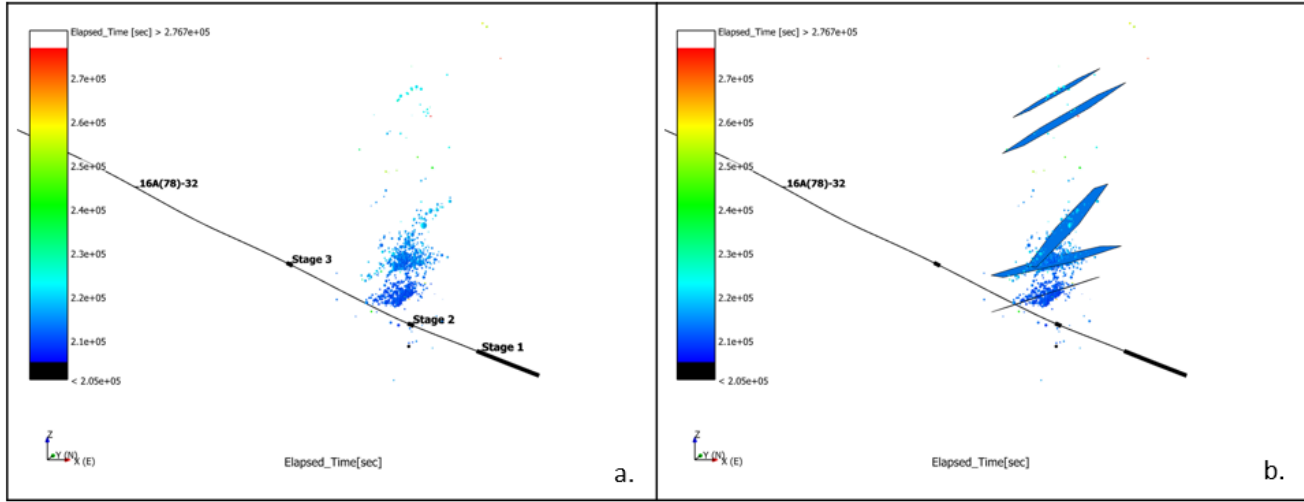 Elapsed_Time [sec] > 2.767e+05
2.7e+05
2.6e+05
2.5e+05
2.4e+05
2.3e+05
2.2e+05
2.1e+05
< 2.05e+05
16A(78)-32
Stage 3
Stage 2
Stage 1
Z
Y (N)
X (E)
Elapsed_Time[sec]
a.
Elapsed_Time [sec] > 2.767e+05
2.7e+05
2.6e+05
2.5e+05
2.4e+05
2.3e+05
2.2e+05
2.1e+05
< 2.05e+05
16A(78)-32
Z
Y (N)
X (E)
Elapsed_Time[sec]
b.